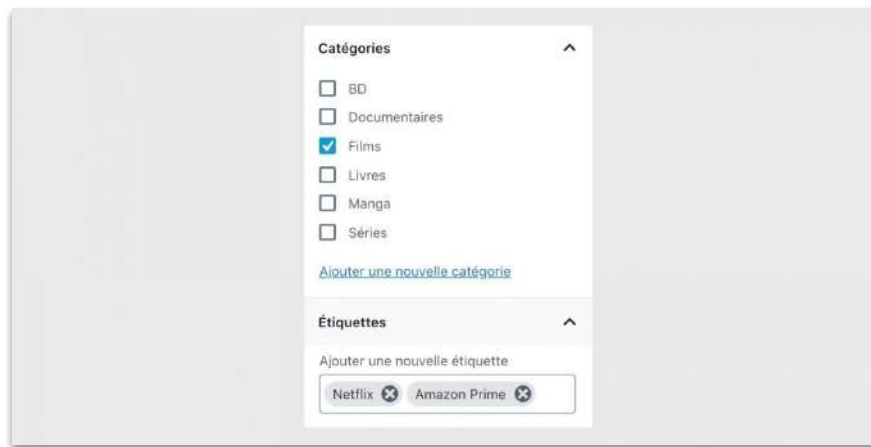 Catégories
BD
Documentaires
Films
Livres
Manga
Séries
Ajouter une nouvelle catégorie
Étiquettes
Ajouter une nouvelle étiquette
Netflix Amazon Prime